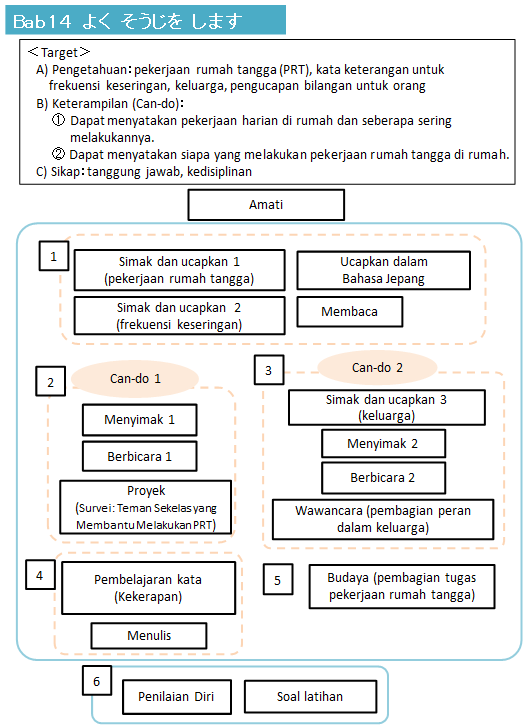 Bab14 よく そうじを します
＜Target＞
A) Pengetahuan: pekerjaan rumah tangga (PRT), kata keterangan untuk
frekuensi keseringan, keluarga, pengucapan bilangan untuk orang
B) Keterampilan (Can-do):
① Dapat menyatakan pekerjaan harian di rumah dan seberapa sering
melakukannya.
② Dapat menyatakan siapa yang melakukan pekerjaan rumah tangga di rumah.
C) Sikap: tanggung jawab, kedisiplinan
Amati
1
Simak dan ucapkan 1
(pekerjaan rumah tangga)
Ucapkan dalam
Bahasa Jepang
Simak dan ucapkan 2
(frekuensi keseringan)
Membaca
2
Can-do 1
Menyimak 1
Berbicara 1
Proyek
(Survei: Teman Sekelas yang
Membantu Melakukan PRT)
3
Can-do 2
Simak dan ucapkan 3
(keluarga)
Menyimak 2
Berbicara 2
Wawancara (pembagian peran
dalam keluarga)
4
Pembelajaran kata
(Kekerapan)
Menulis
5
Budaya (pembagian tugas
pekerjaan rumah tangga)
6
Penilaian Diri
Soal latihan